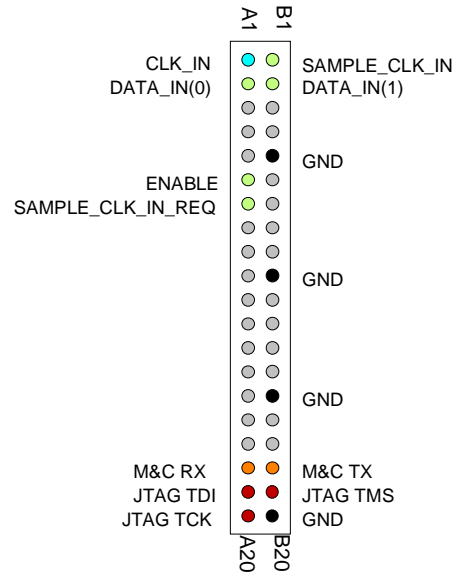 A1 B1
CLK_IN SAMPLE_CLK_IN
DATA_IN(0) DATA_IN(1)
GND
ENABLE
SAMPLE_CLK_IN_REQ
GND
GND
M&C RX M&C TX
JTAG TDI JTAG TMS
JTAG TCK GND
A20 B20